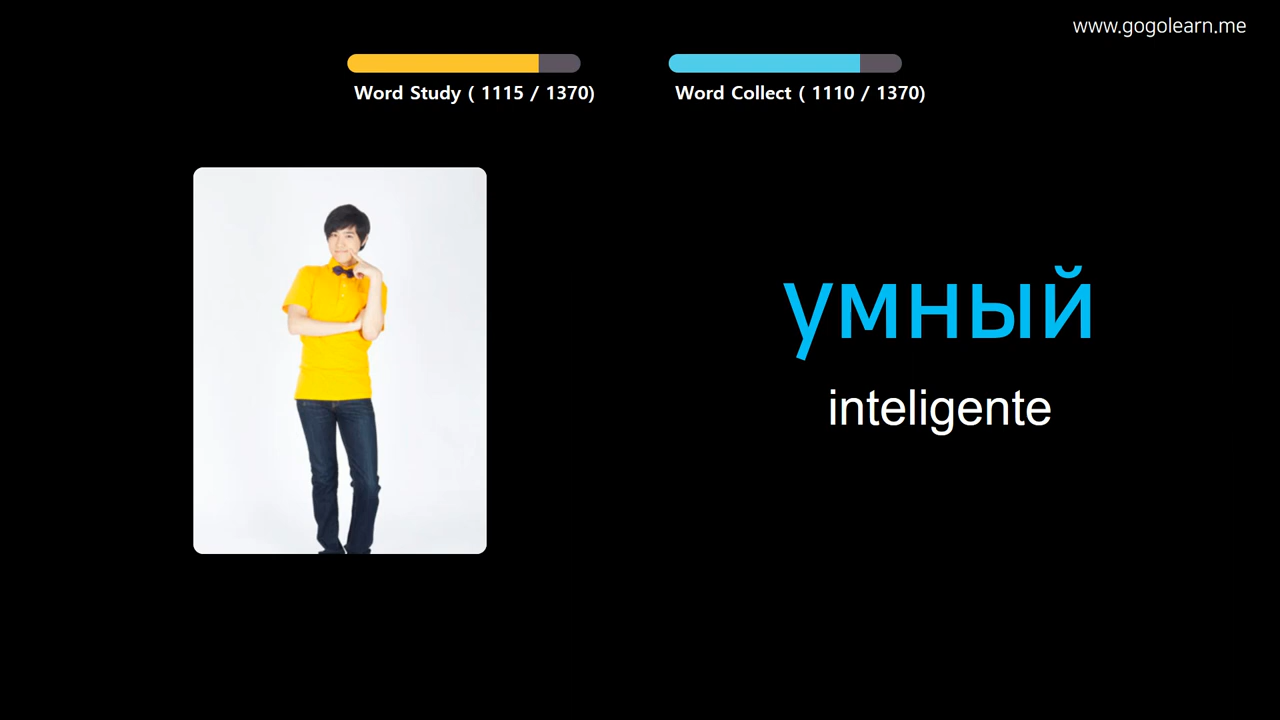 www.gogolearn.me
Word Study ( 1115 / 1370)
Word Collect ( 1110 / 1370)
умный
inteligente